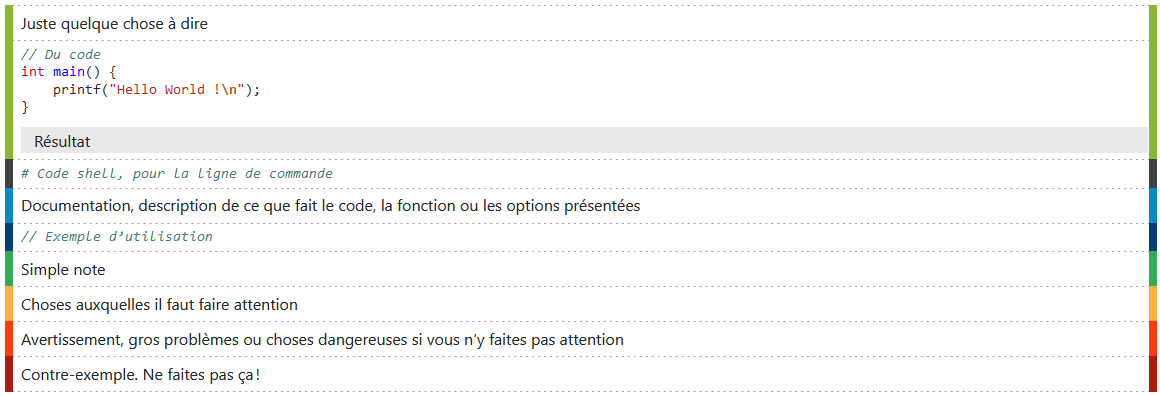 Juste quelque chose à dire
// Du code
int main() {
    printf("Hello World !\n");
}
Résultat
# Code shell, pour la ligne de commande
Documentation, description de ce que fait le code, la fonction ou les options présentées
// Exemple d’utilisation
Simple note
Choses auxquelles il faut faire attention
Avertissement, gros problèmes ou choses dangereuses si vous n’y faites pas attention
Contre-exemple. Ne faites pas ça !